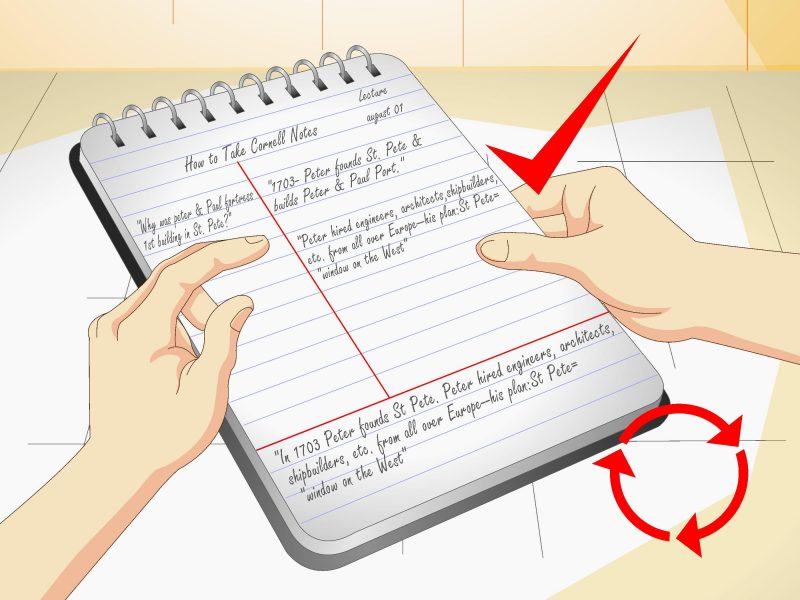 Lecture
august 01
How to Take Cornell Notes
"Why was peter & Paul fortress
1st building in St. Pete?"
"1703- Peter founds St. Pete &
builds Peter & Paul Port."
"Peter hired engineers, architects,shipbuilders,
etc. from all over Europe—his plan:St Pete=
"window on the West"
"In 1703 Peter founds St Pete. Peter hired engineers, architects,
shipbuilders, etc. from all over Europe—his plan:St Pete=
"window on the West"